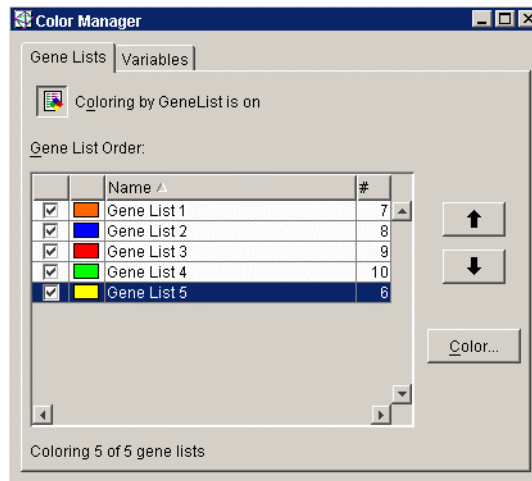 Color Manager
Gene Lists Variables
Coloring by GeneList is on
Gene List Order:
Name #
Gene List 1 7
Gene List 2 8
Gene List 3 9
Gene List 4 10
Gene List 5 6
Color...
Coloring 5 of 5 gene lists